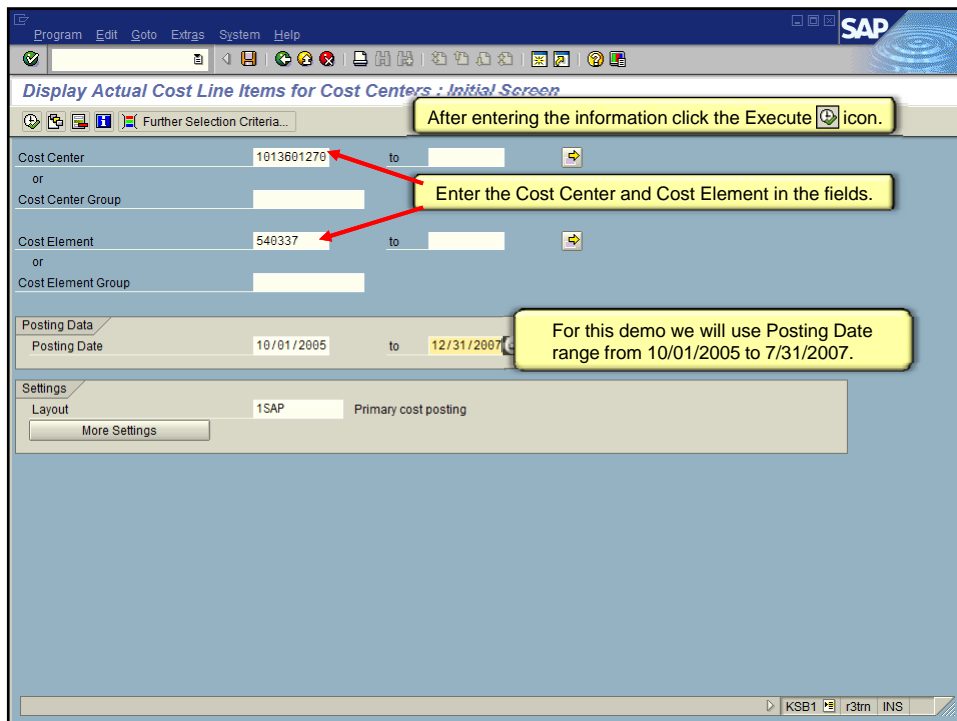 Program Edit Goto Extras System Help
SAP
Display Actual Cost Line Items for Cost Centers : Initial Screen
Further Selection Criteria...
After entering the information click the Execute icon.
Cost Center 1013601270 to
or
Cost Center Group
Enter the Cost Center and Cost Element in the fields.
Cost Element 540337 to
or
Cost Element Group
Posting Data
Posting Date 10/01/2005 to 12/31/2007
For this demo we will use Posting Date
range from 10/01/2005 to 7/31/2007.
Settings
Layout 1SAP Primary cost posting
More Settings
KSB1 r3trn INS